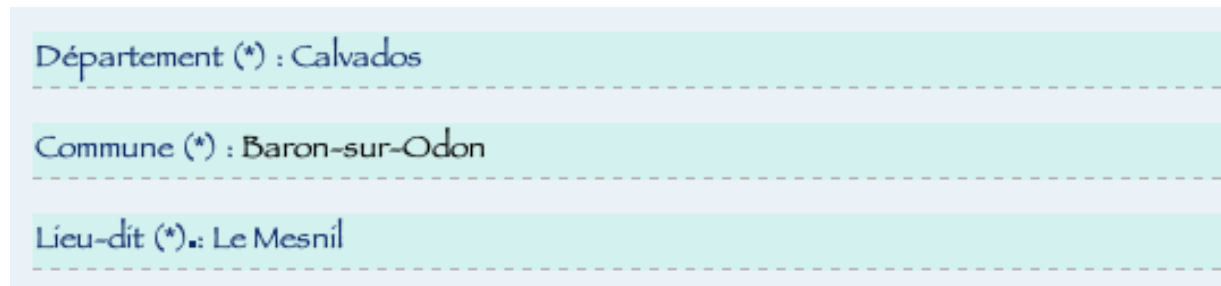 Département (*) : Calvados
Commune (*) : Baron-sur-Odon
Lieu-dit (*).: Le Mesnil